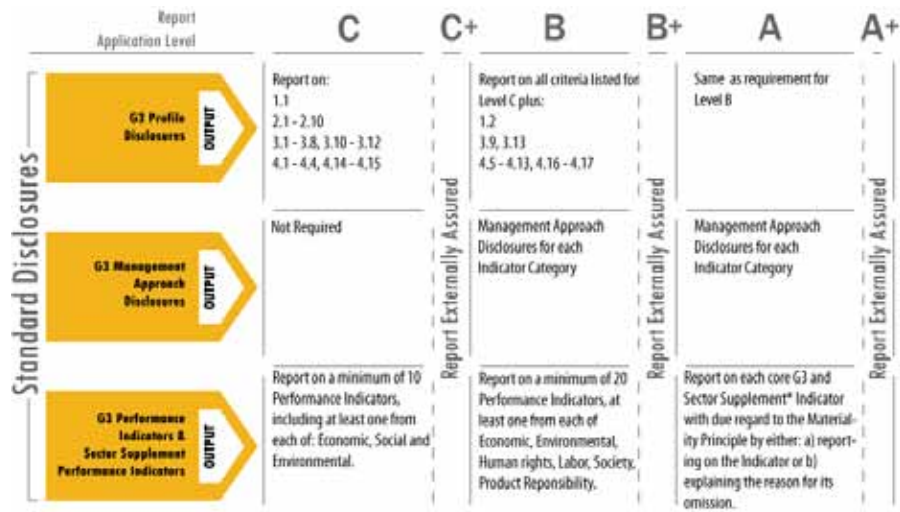 Report
Application Level
C
C+
B
B+
A
A+
Standard Disclosures
G3 Profile
Disclosures
OUTPUT
Report on:
1.1
2.1 - 2.10
3.1 - 3.8, 3.10 - 3.12
4.1 - 4.4, 4.14 - 4.15
Report Externally Assured
Report on all criteria listed for
Level C plus:
1.2
3.9, 3.13
4.5 - 4.13, 4.16 - 4.17
Report Externally Assured
Same as requirement for
Level B
Report Externally Assured
G3 Management
Approach
Disclosures
OUTPUT
Not Required
Management Approach
Disclosures for each
Indicator Category
Management Approach
Disclosures for each
Indicator Category
G3 Performance
Indicators &
Sector Supplement
Performance Indicators
OUTPUT
Report on a minimum of 10
Performance Indicators,
including at least one from
each of: Economic, Social and
Environmental.
Report on a minimum of 20
Performance Indicators, at
least one from each of
Economic, Environmental,
Human rights, Labor, Society,
Product Reponsibility.
Report on each core G3 and
Sector Supplement* Indicator
with due regard to the Material-
ity Principle by either: a) report-
ing on the Indicator or b)
explaining the reason for its
omission.